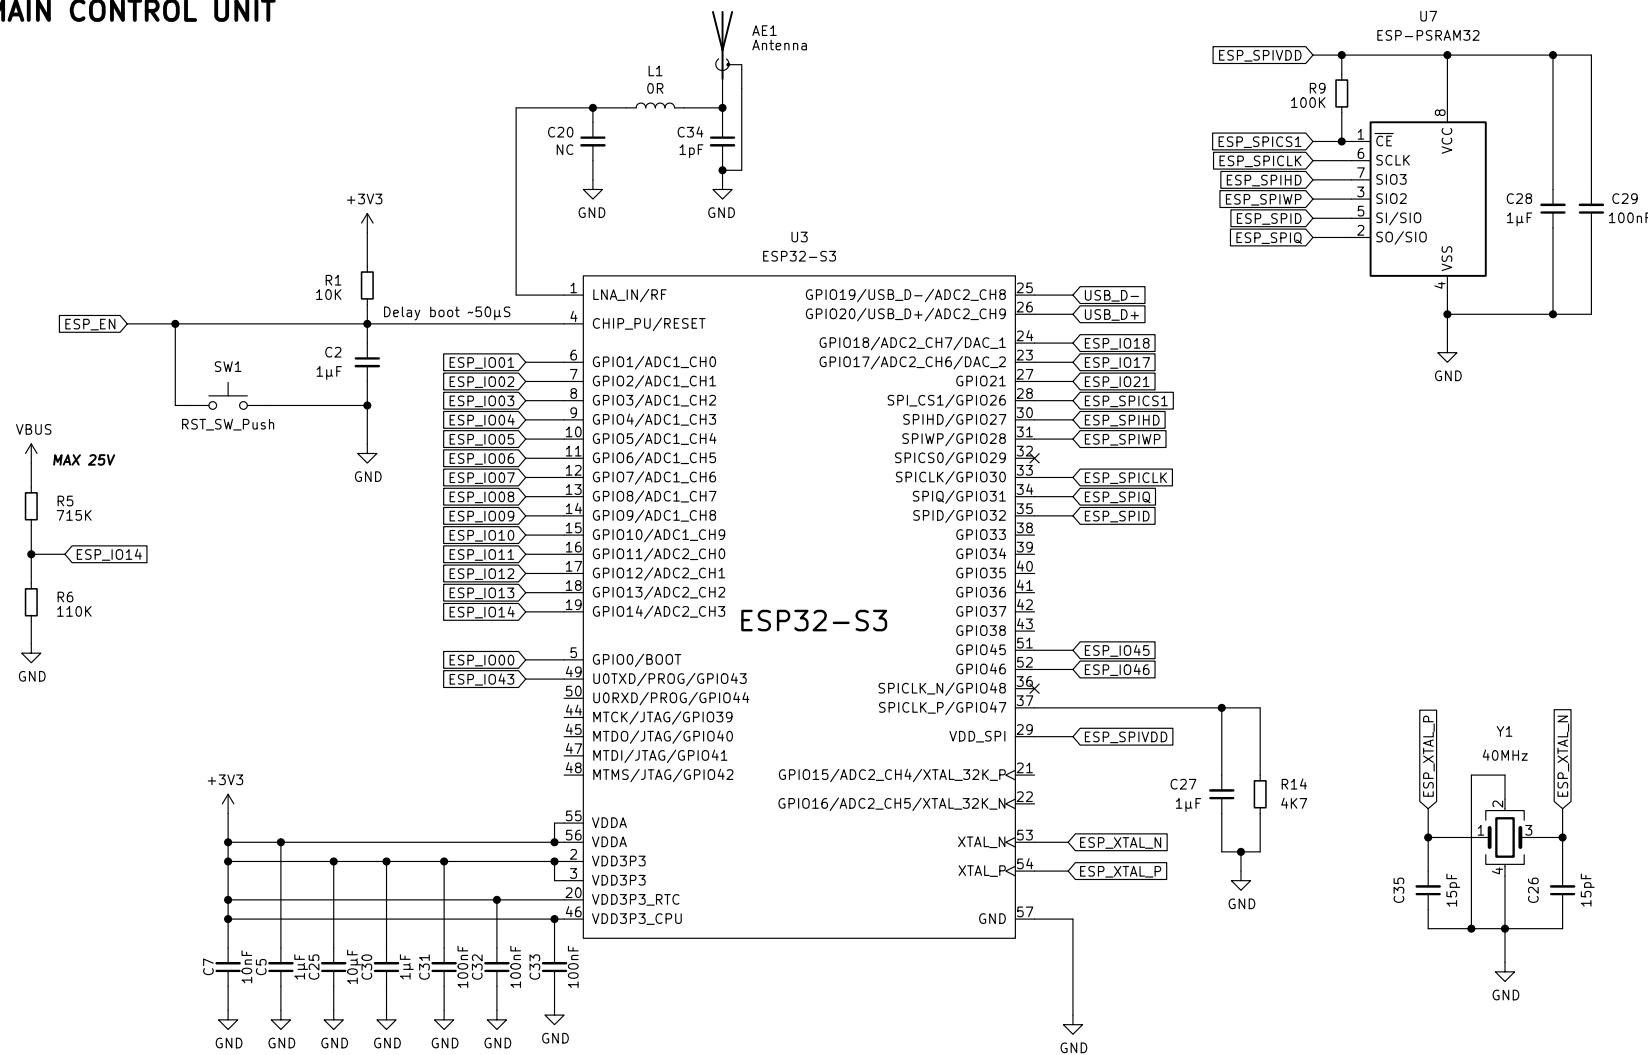 MAIN CONTROL UNIT
AE1
Antenna
L1
0R
C20
NC
C34
1pF
GND
GND
U7
ESP-PSRAM32
ESP_SPIVDD
R9
100K
8
VCC
ESP_SPICS1
1
CE
ESP_SPICLK
6
SCLK
ESP_SPIHD
7
SIO3
ESP_SPIWP
3
SIO2
ESP_SPID
5
SI/SIO
ESP_SPIQ
2
SO/SIO
VSS
4
C28
1µF
C29
100nF
GND
+3V3
R1
10K
Delay boot ~50µS
ESP_EN
C2
1µF
SW1
RST_SW_Push
GND
VBUS
MAX 25V
R5
715K
ESP_IO14
R6
110K
GND
U3
ESP32-S3
1 LNA_IN/RF
4 CHIP_PU/RESET
ESP_IO01 6 GPIO1/ADC1_CH0
ESP_IO02 7 GPIO2/ADC1_CH1
ESP_IO03 8 GPIO3/ADC1_CH2
ESP_IO04 9 GPIO4/ADC1_CH3
ESP_IO05 10 GPIO5/ADC1_CH4
ESP_IO06 11 GPIO6/ADC1_CH5
ESP_IO07 12 GPIO7/ADC1_CH6
ESP_IO08 13 GPIO8/ADC1_CH7
ESP_IO09 14 GPIO9/ADC1_CH8
ESP_IO10 15 GPIO10/ADC1_CH9
ESP_IO11 16 GPIO11/ADC2_CH0
ESP_IO12 17 GPIO12/ADC2_CH1
ESP_IO13 18 GPIO13/ADC2_CH2
ESP_IO14 19 GPIO14/ADC2_CH3
ESP32-S3
ESP_IO00 5 GPIO0/BOOT
ESP_IO43 49 U0TXD/PROG/GPIO43
50 U0RXD/PROG/GPIO44
44 MTCK/JTAG/GPIO39
45 MTDO/JTAG/GPIO40
47 MTDI/JTAG/GPIO41
48 MTMS/JTAG/GPIO42
55 VDDA
56 VDDA
2 VDD3P3
3 VDD3P3
20 VDD3P3_RTC
46 VDD3P3_CPU
GPIO19/USB_D-/ADC2_CH8 25 USB_D-
GPIO20/USB_D+/ADC2_CH9 26 USB_D+
GPIO18/ADC2_CH7/DAC_1 24 ESP_IO18
GPIO17/ADC2_CH6/DAC_2 23 ESP_IO17
GPIO21 27 ESP_IO21
SPI_CS1/GPIO26 28 ESP_SPICS1
SPIHD/GPIO27 30 ESP_SPIHD
SPIWP/GPIO28 31 ESP_SPIWP
SPICS0/GPIO29 32
SPICLK/GPIO30 33 ESP_SPICLK
SPIQ/GPIO31 34 ESP_SPIQ
SPID/GPIO32 35 ESP_SPID
GPIO33 38
GPIO34 39
GPIO35 40
GPIO36 41
GPIO37 42
GPIO38 43
GPIO45 51 ESP_IO45
GPIO46 52 ESP_IO46
SPICLK_N/GPIO48 36
SPICLK_P/GPIO47 37
VDD_SPI 29 ESP_SPIVDD
GPIO15/ADC2_CH4/XTAL_32K_P 21
GPIO16/ADC2_CH5/XTAL_32K_N 22
XTAL_N 53 ESP_XTAL_N
XTAL_P 54 ESP_XTAL_P
GND 57
GND
C27
1µF
R14
4K7
GND
+3V3
C7
10nF
C5
1µF
C25
10µF
C30
1µF
C31
100nF
C32
100nF
C33
100nF
GND
GND
GND
GND
GND
GND
GND
ESP_XTAL_P
Y1
40MHz
ESP_XTAL_N
2
1
3
4
C35
15pF
C26
15pF
GND